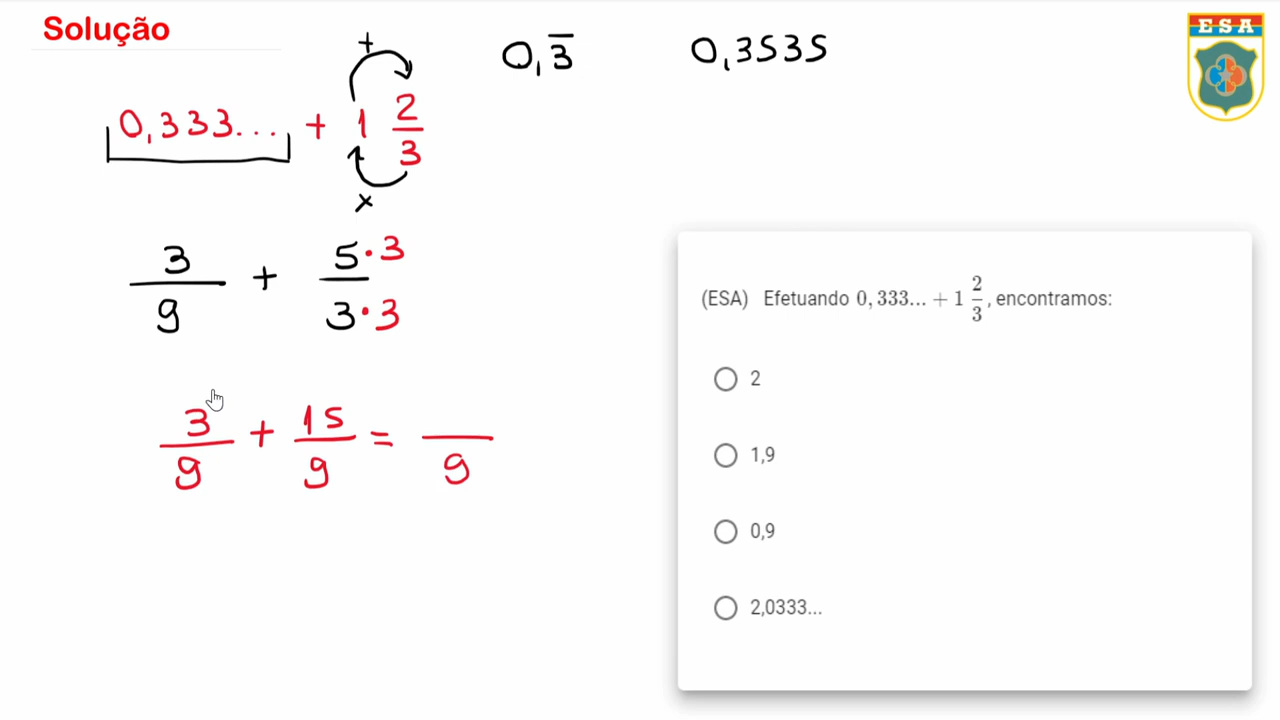 Solução
ESA
0,3̅
0,3535
+
0,333... + 1 2/3
x
3/9 + 5·3/3·3
3/9 + 15/9 = /9
(ESA) Efetuando 0,333... + 1 2/3, encontramos:
2
1,9
0,9
2,0333...